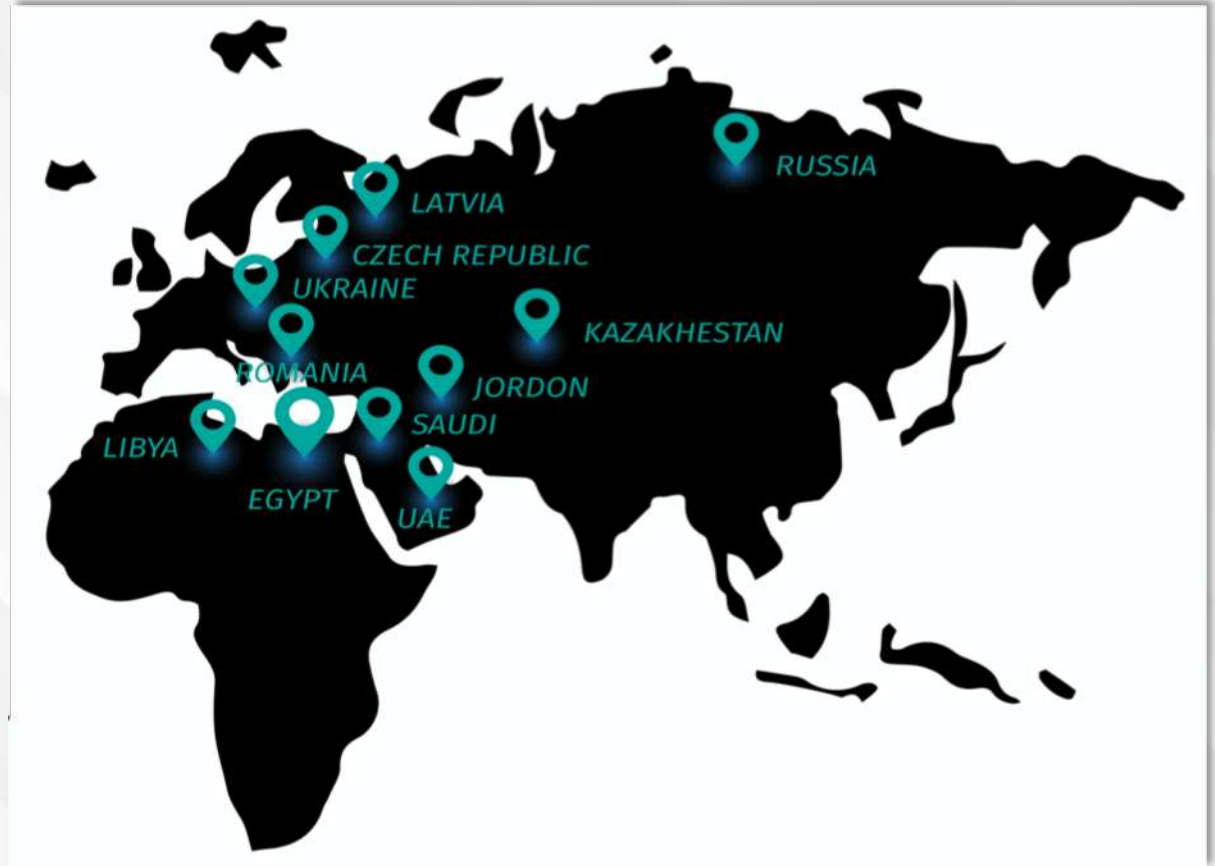 RUSSIA
LATVIA
CZECH REPUBLIC
UKRAINE
KAZAKHESTAN
ROMANIA
JORDON
SAUDI
LIBYA
EGYPT
UAE